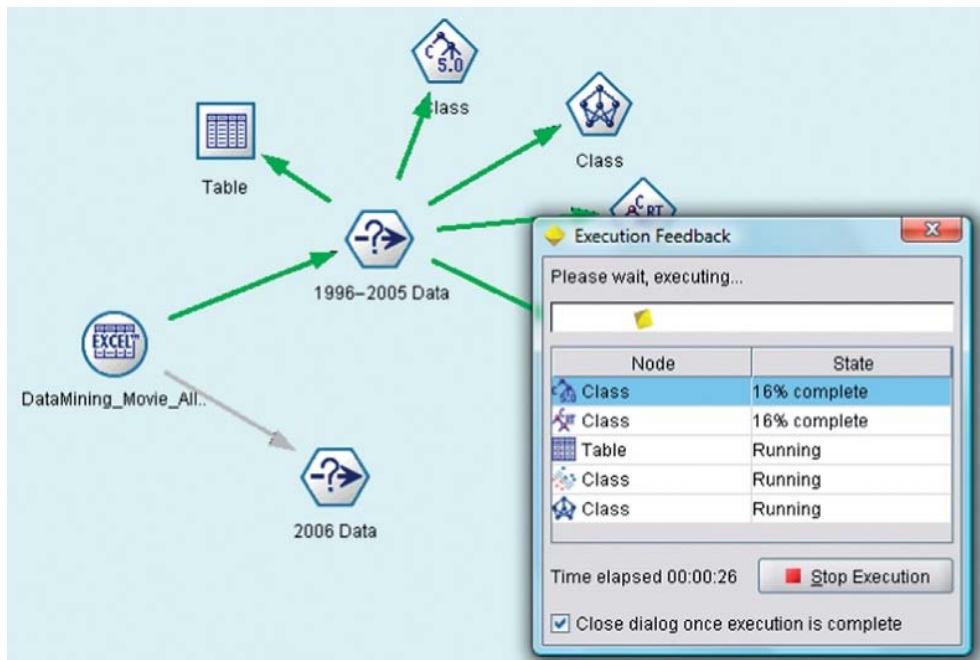 C
5.0
Class
Table
Class
C RT
1996–2005 Data
EXCEL™
DataMining_Movie_All..
2006 Data
Execution Feedback
Please wait, executing...
Node State
Class 16% complete
Class 16% complete
Table Running
Class Running
Class Running
Time elapsed 00:00:26 Stop Execution
Close dialog once execution is complete